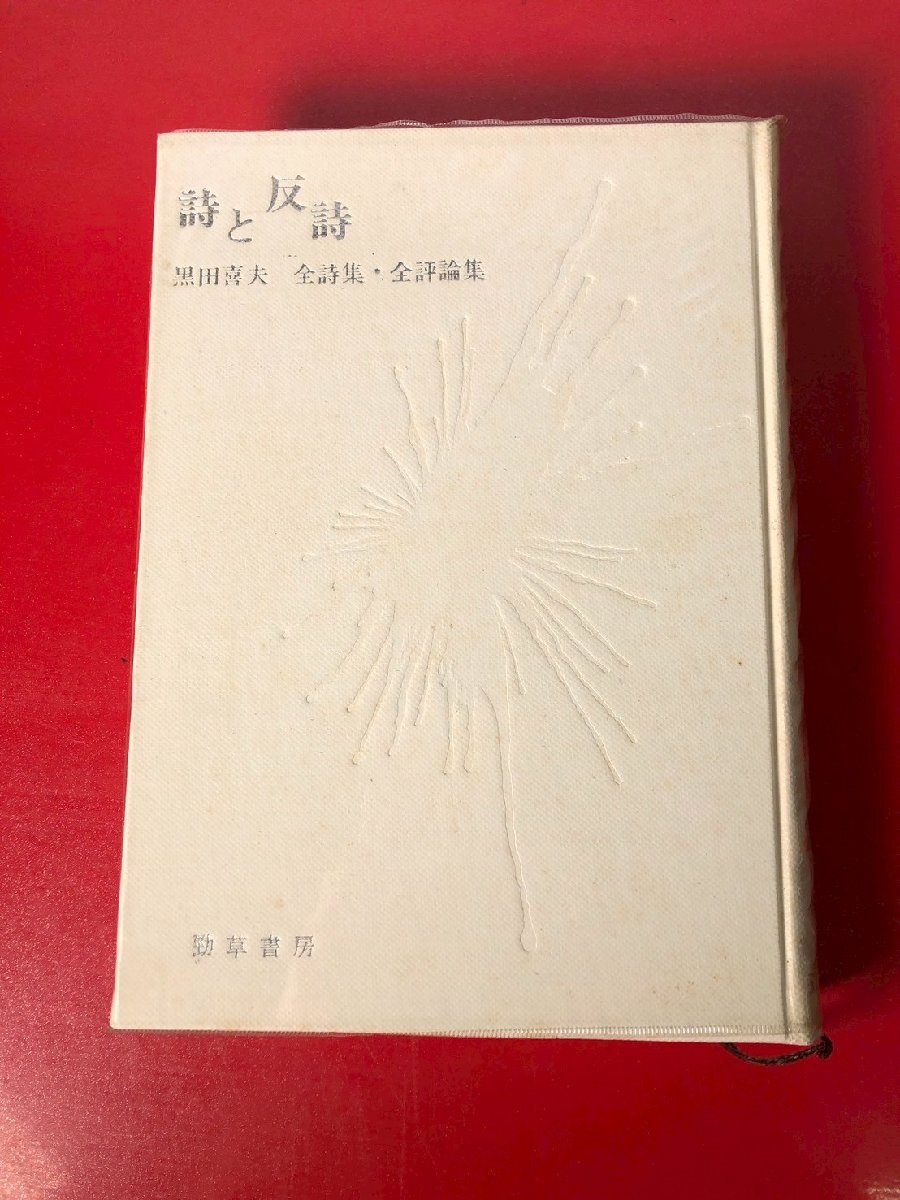 詩と反詩
黒田喜夫 全詩集・全評論集
勁草書房